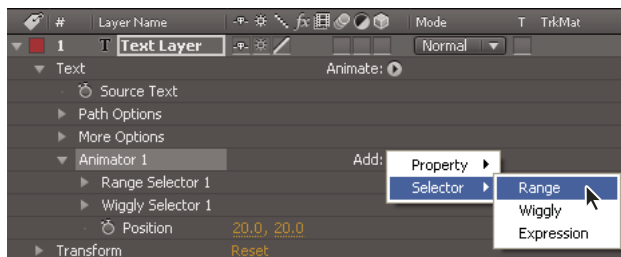 # Layer Name fx Mode T TrkMat
1 T Text Layer Normal
Text Animate:
Source Text
Path Options
More Options
Animator 1 Add: Property
Selector Range
Range Selector 1
Wiggly Selector 1 Wiggly
Position 20.0, 20.0 Expression
Transform Reset